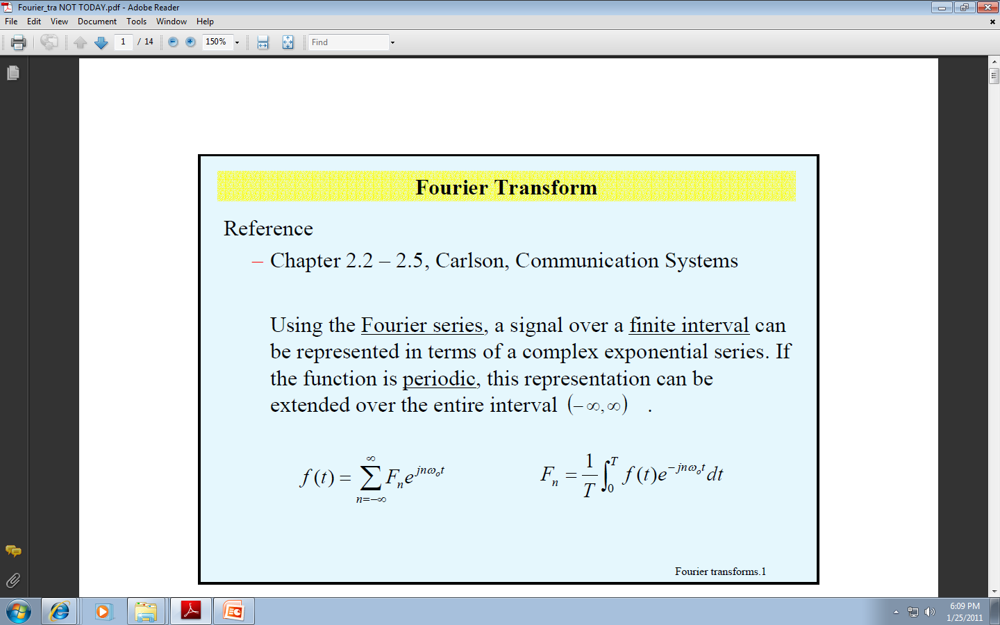 Fourier_tra NOT TODAY.pdf - Adobe Reader
File Edit View Document Tools Window Help
1 / 14 150% Find
Fourier Transform
Reference
– Chapter 2.2 – 2.5, Carlson, Communication Systems
Using the Fourier series, a signal over a finite interval can
be represented in terms of a complex exponential series. If
the function is periodic, this representation can be
extended over the entire interval (−∞,∞) .
f(t) = ∑_{n=−∞}^{∞} F_n e^{jnω_o t} F_n = \frac{1}{T} ∫_0^T f(t)e^{−jnω_o t} dt
Fourier transforms.1
6:09 PM
1/25/2011